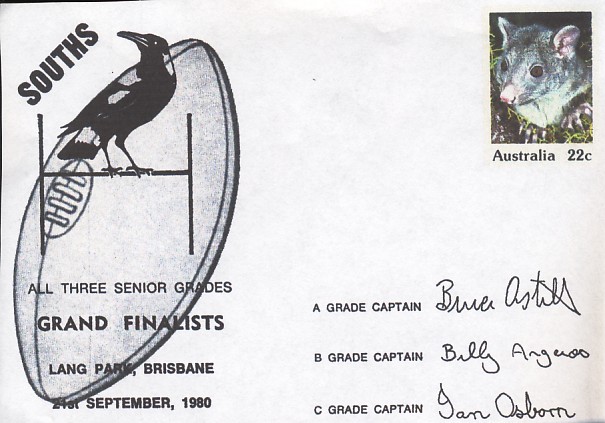 SOUTHS
Australia 22c
ALL THREE SENIOR GRADES
GRAND FINALISTS
LANG PARK, BRISBANE
21st SEPTEMBER, 1980
A GRADE CAPTAIN Bruce Astill
B GRADE CAPTAIN Billy
C GRADE CAPTAIN Ian Osborn